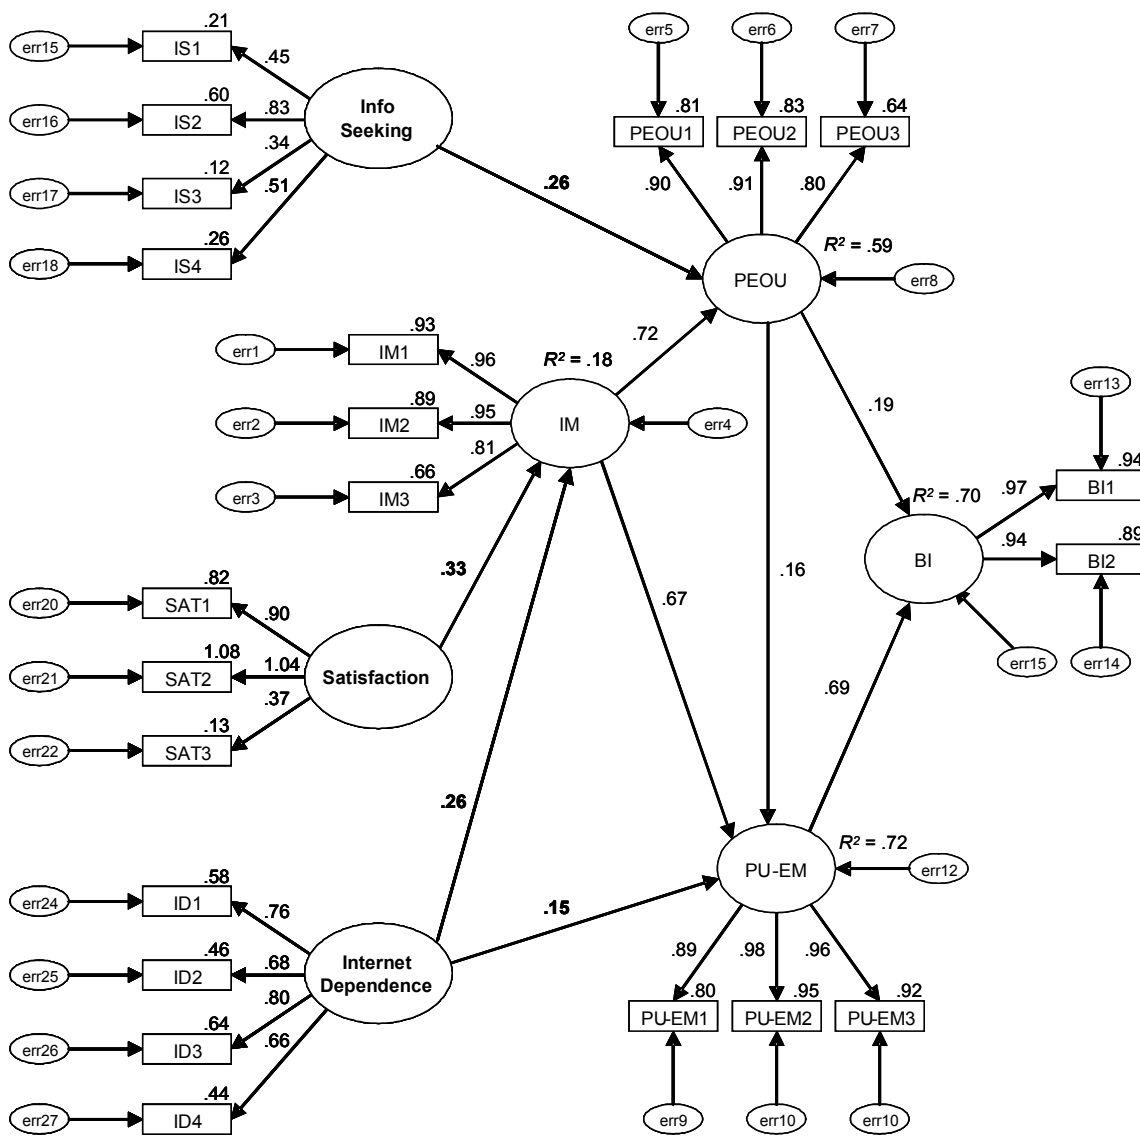 .21
err15
IS1
.45
.60
err16
IS2
.83
Info
Seeking
.34
.12
err17
IS3
.51
.26
err18
IS4
.26
err5
err6
err7
.81
.83
.64
PEOU1
PEOU2
PEOU3
.90
.91
.80
R² = .59
PEOU
err8
.72
.93
err1
IM1
.96
R² = .18
.89
err2
IM2
.95
IM
err4
.81
.66
err3
IM3
.19
err13
.94
BI1
.97
R² = .70
.89
BI2
.94
BI
err15
err14
.33
.67
.16
.69
.82
err20
SAT1
.90
1.08
err21
SAT2
1.04
Satisfaction
.37
.13
err22
SAT3
.26
R² = .72
PU-EM
err12
.15
.58
err24
ID1
.76
.46
err25
ID2
.68
Internet
Dependence
.80
.64
err26
ID3
.66
.44
err27
ID4
.89
.98
.96
.80
.95
.92
PU-EM1
PU-EM2
PU-EM3
err9
err10
err10